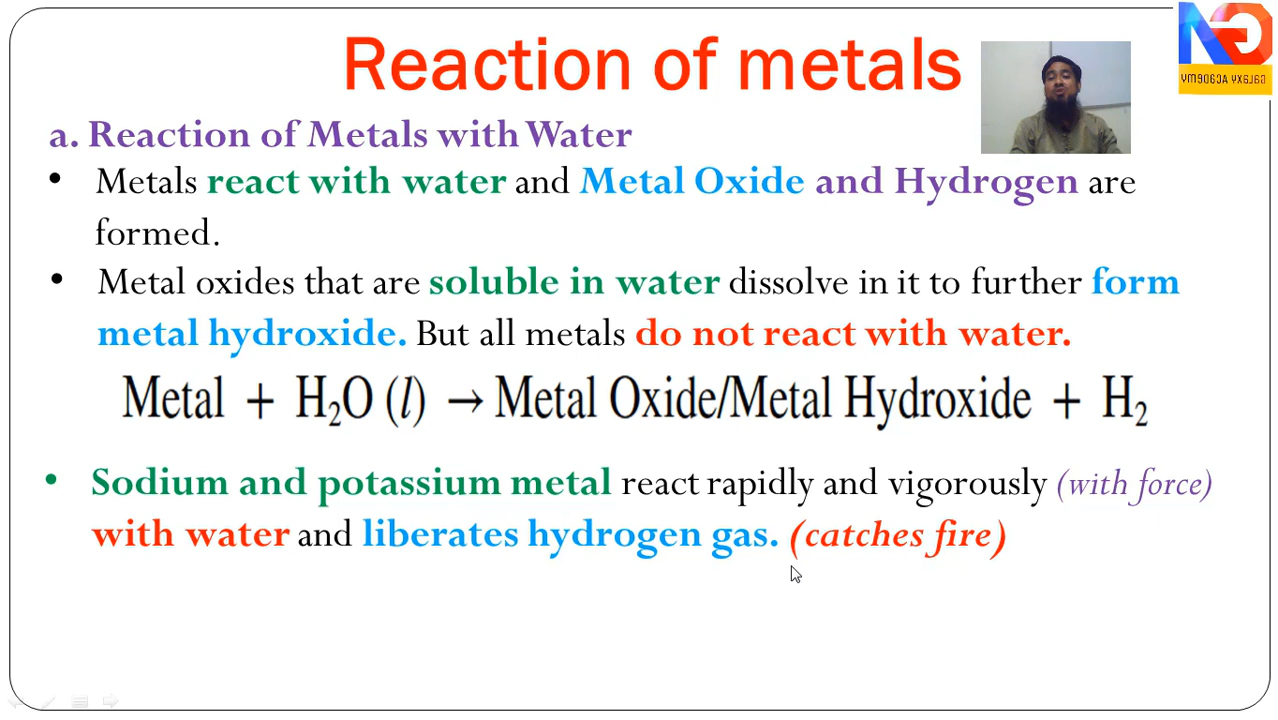 Reaction of metals
a. Reaction of Metals with Water
• Metals react with water and Metal Oxide and Hydrogen are
formed.
• Metal oxides that are soluble in water dissolve in it to further form
metal hydroxide. But all metals do not react with water.
Metal + H₂O (l) → Metal Oxide/Metal Hydroxide + H₂
• Sodium and potassium metal react rapidly and vigorously (with force)
with water and liberates hydrogen gas. (catches fire)
GALAXY ACADEMY